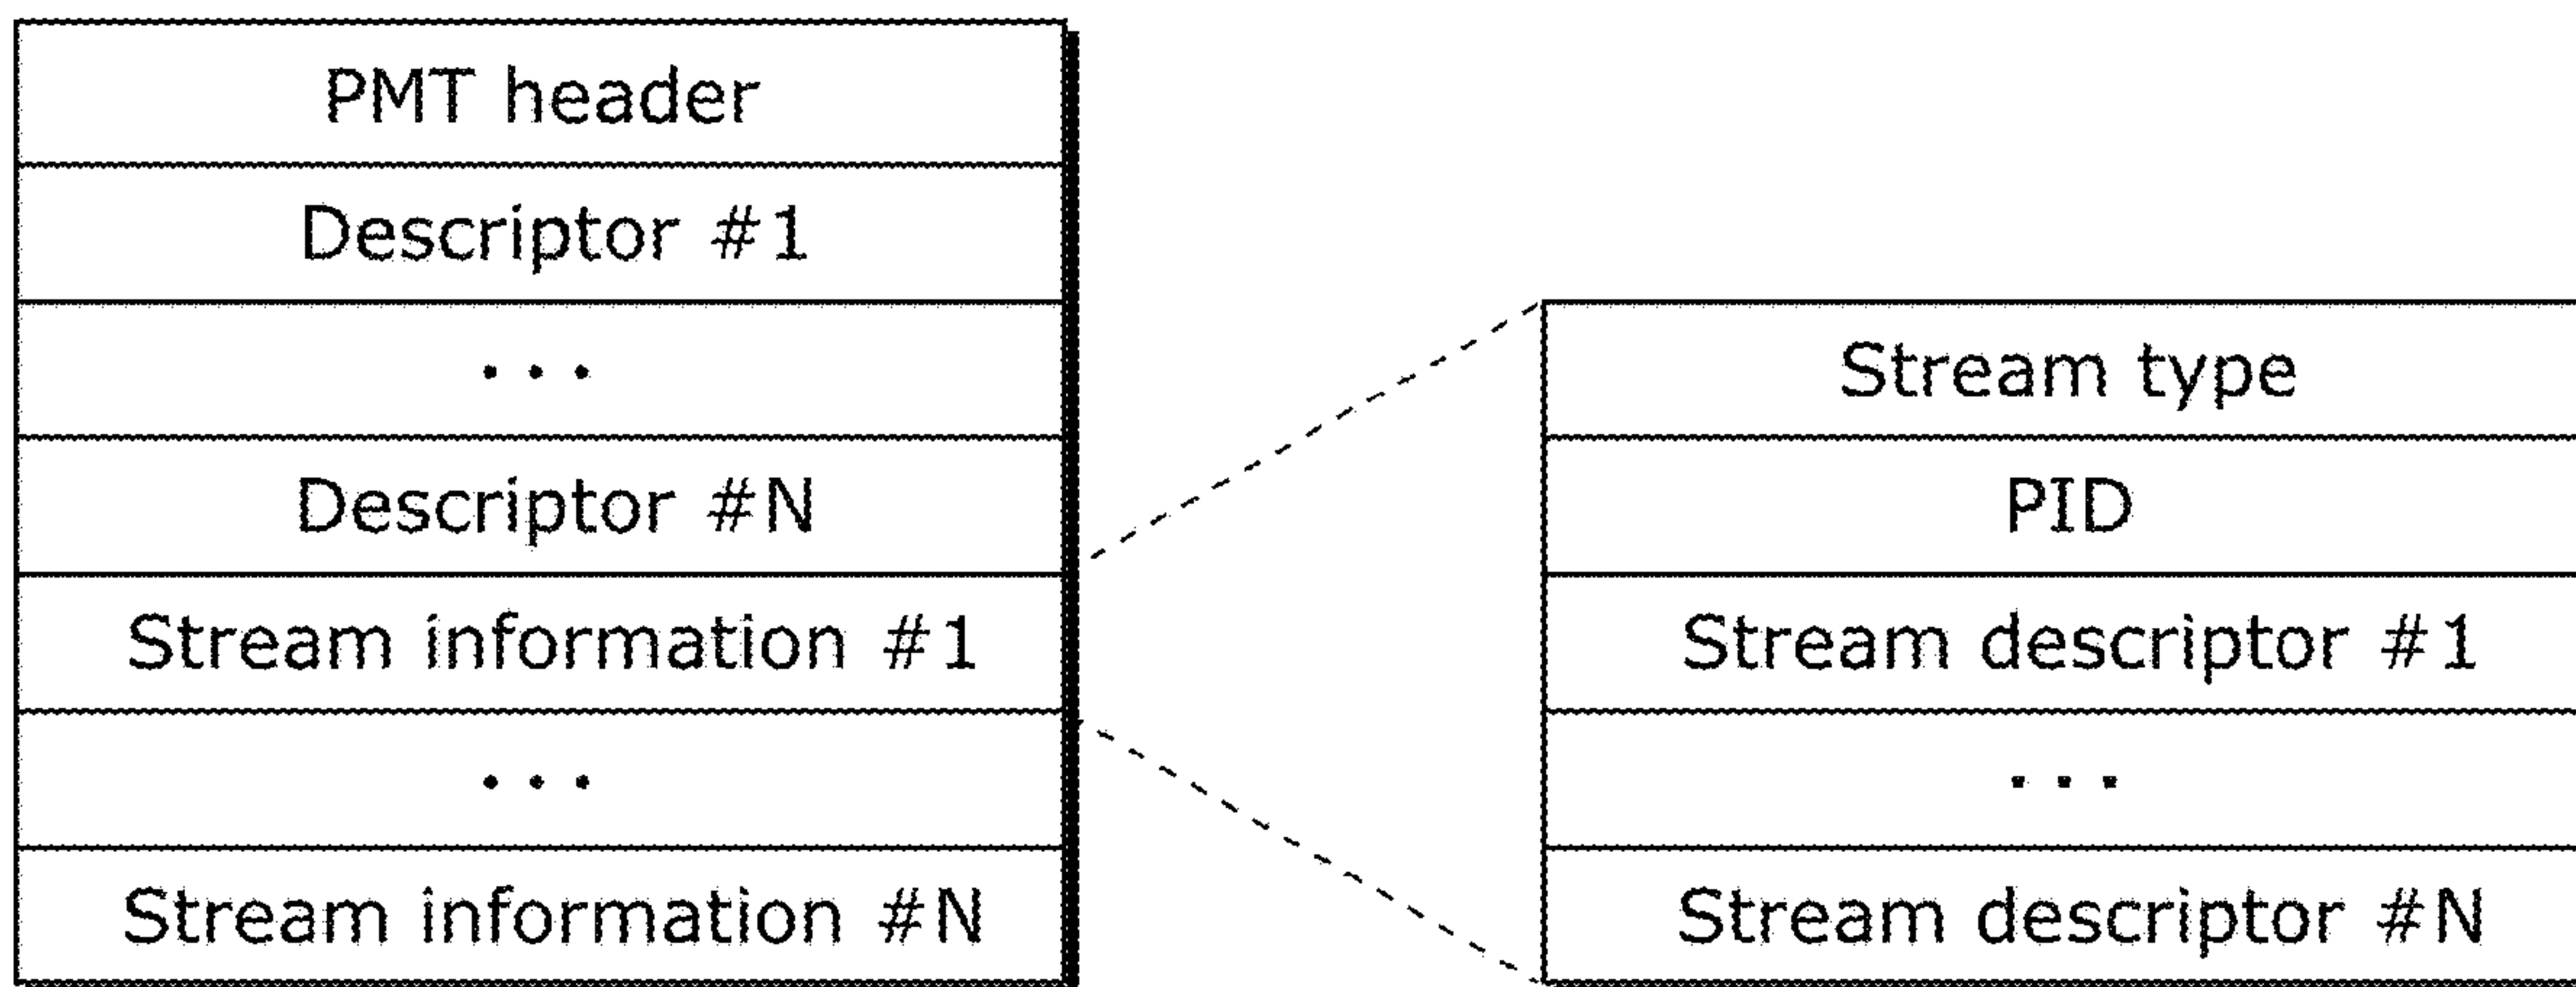 PMT header
Descriptor #1
...
Descriptor #N
Stream information #1
...
Stream information #N
Stream type
PID
Stream descriptor #1
...
Stream descriptor #N